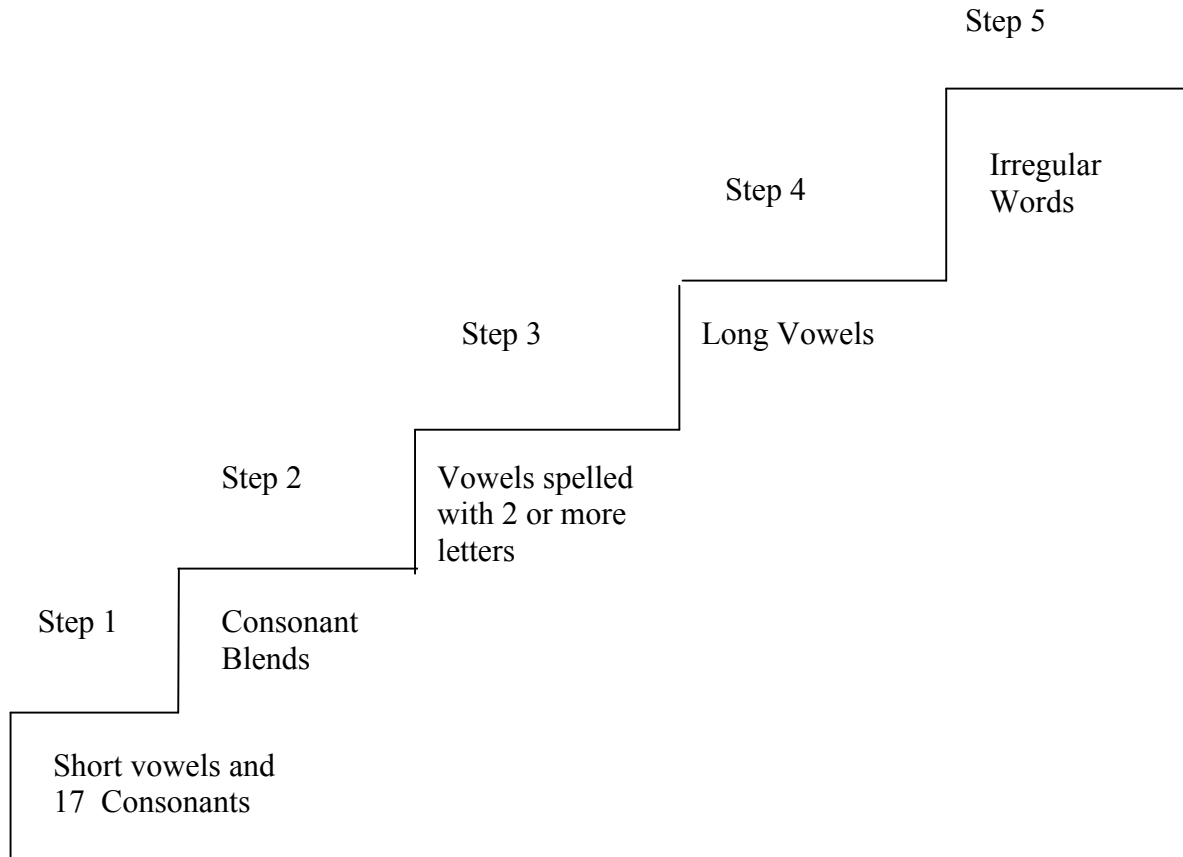 Step 5
Irregular
Words
Step 4
Long Vowels
Step 3
Vowels spelled
with 2 or more
letters
Step 2
Consonant
Blends
Step 1
Short vowels and
17 Consonants